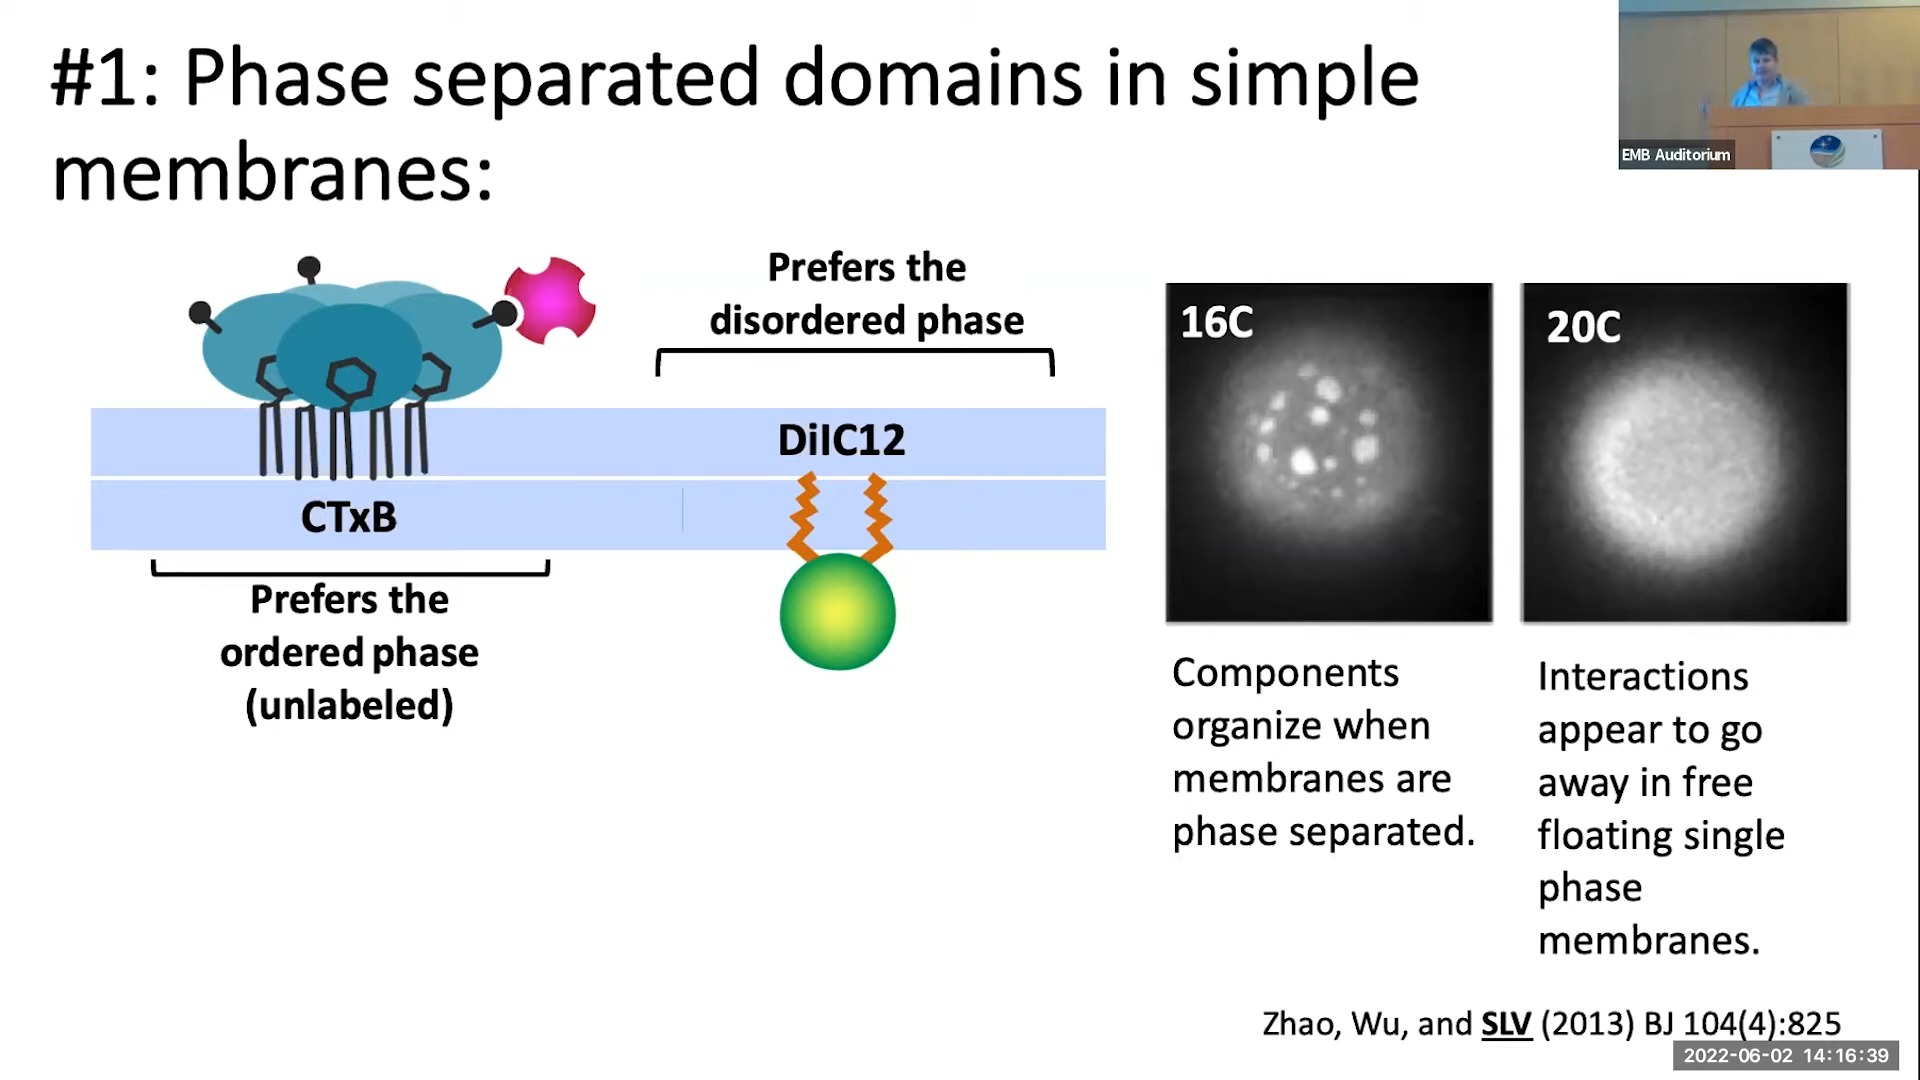 #1: Phase separated domains in simple
membranes:
EMB Auditorium
Prefers the
disordered phase
DiIC12
CTxB
Prefers the
ordered phase
(unlabeled)
16C
20C
Components
organize when
membranes are
phase separated.
Interactions
appear to go
away in free
floating single
phase
membranes.
Zhao, Wu, and SLV (2013) BJ 104(4):825
2022-06-02 14:16:39